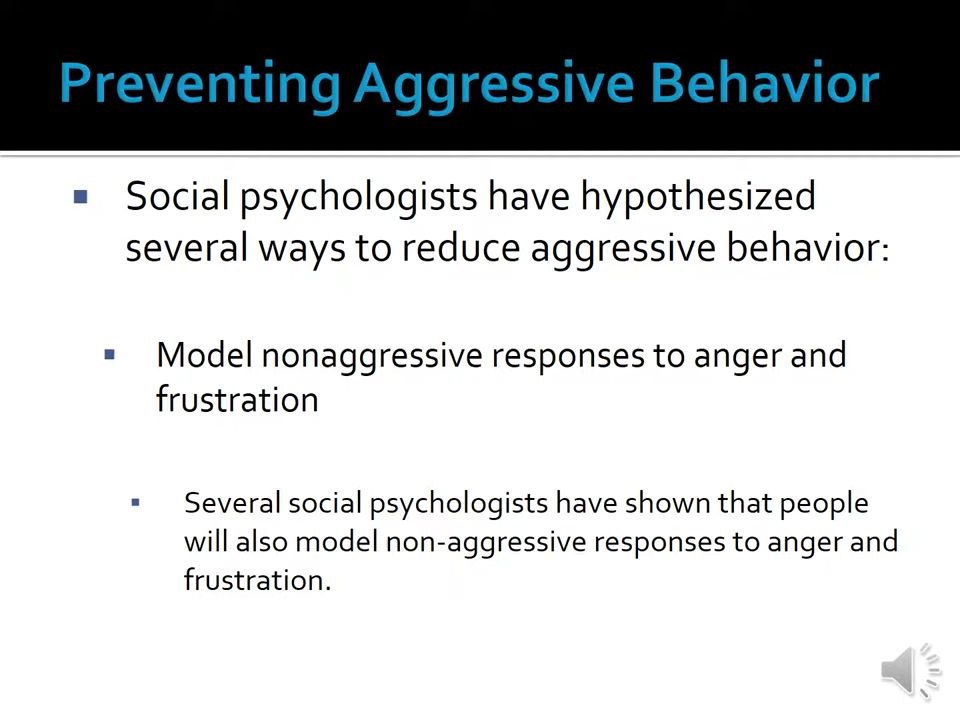 Preventing Aggressive Behavior
Social psychologists have hypothesized
several ways to reduce aggressive behavior:
Model nonaggressive responses to anger and
frustration
Several social psychologists have shown that people
will also model non-aggressive responses to anger and
frustration.